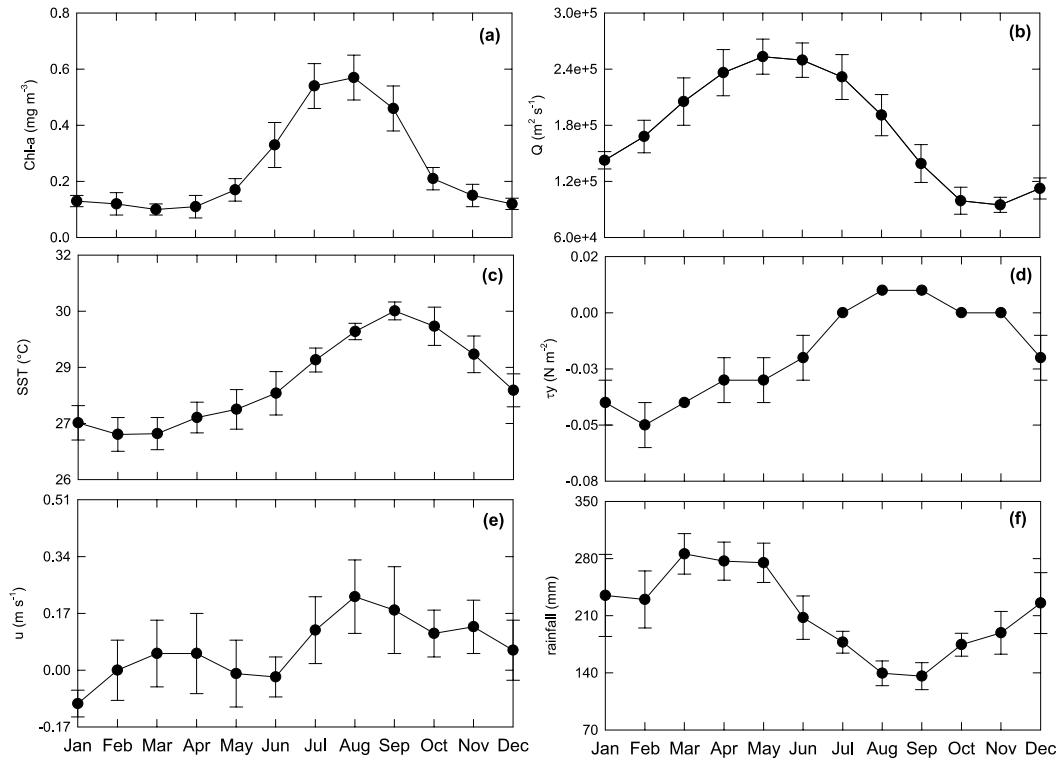 (a)
0.8
0.6
0.4
0.2
0.0
Chl-a (mg m⁻³)
(b)
3.0e+5
2.4e+5
1.8e+5
1.2e+5
6.0e+4
Q (m² s⁻¹)
(c)
32
30
29
27
26
SST (°C)
(d)
0.02
0.00
-0.03
-0.05
-0.08
τy (N m⁻²)
(e)
0.51
0.34
0.17
0.00
-0.17
u (m s⁻¹)
Jan Feb Mar Apr May Jun Jul Aug Sep Oct Nov Dec
(f)
350
280
210
140
70
rainfall (mm)
Jan Feb Mar Apr May Jun Jul Aug Sep Oct Nov Dec